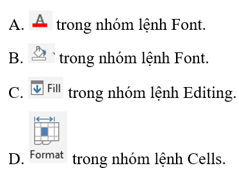 A. A trong nhóm lệnh Font.
B. trong nhóm lệnh Font.
C. Fill trong nhóm lệnh Editing.
D. Format trong nhóm lệnh Cells.